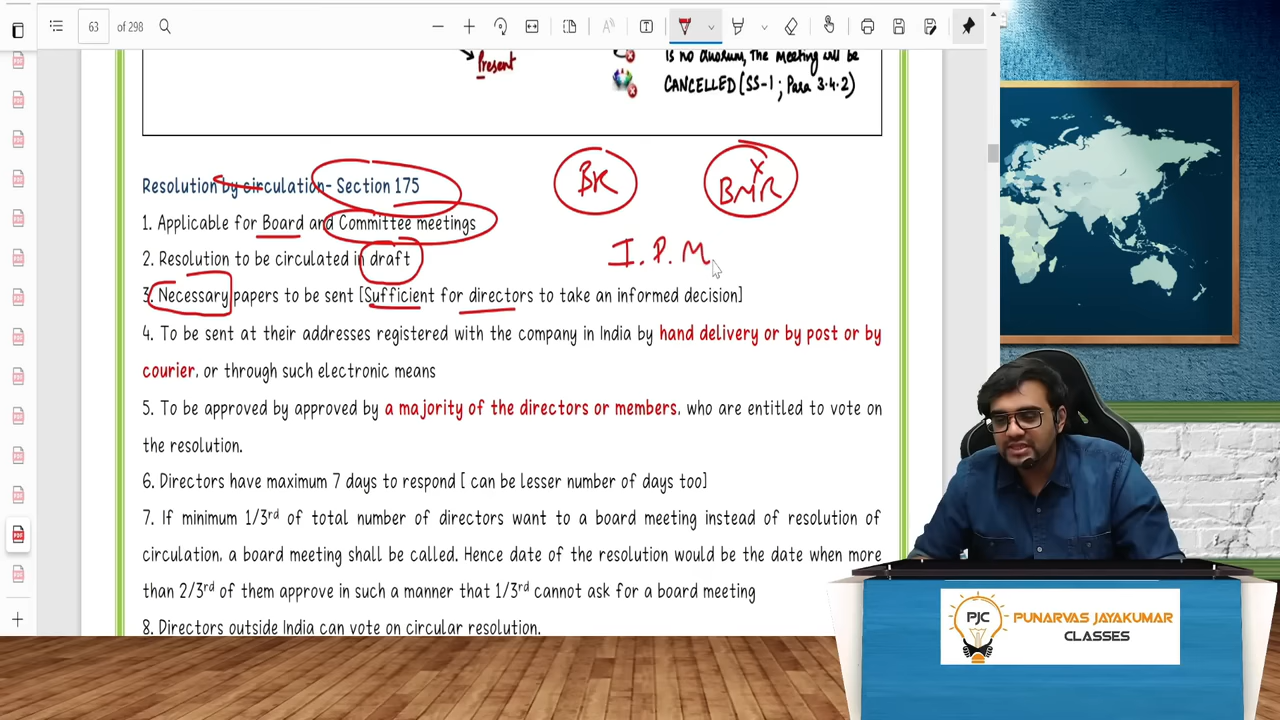 63 of 298
is no quorum, the meeting will be
Present
CANCELLED (SS-1 ; Para 3.4.2)
Resolution by circulation- Section 175
BR
BMR
1. Applicable for Board and Committee meetings
I. P. M
2. Resolution to be circulated in draft
3. Necessary papers to be sent [Sufficient for directors to take an informed decision]
4. To be sent at their addresses registered with the company in India by hand delivery or by post or by
courier, or through such electronic means
5. To be approved by approved by a majority of the directors or members, who are entitled to vote on
the resolution.
6. Directors have maximum 7 days to respond [ can be lesser number of days too]
7. If minimum 1/3rd of total number of directors want to a board meeting instead of resolution of
circulation, a board meeting shall be called. Hence date of the resolution would be the date when more
than 2/3rd of them approve in such a manner that 1/3rd cannot ask for a board meeting
8. Directors outside India can vote on circular resolution.
PJC
PUNARVAS JAYAKUMAR
CLASSES